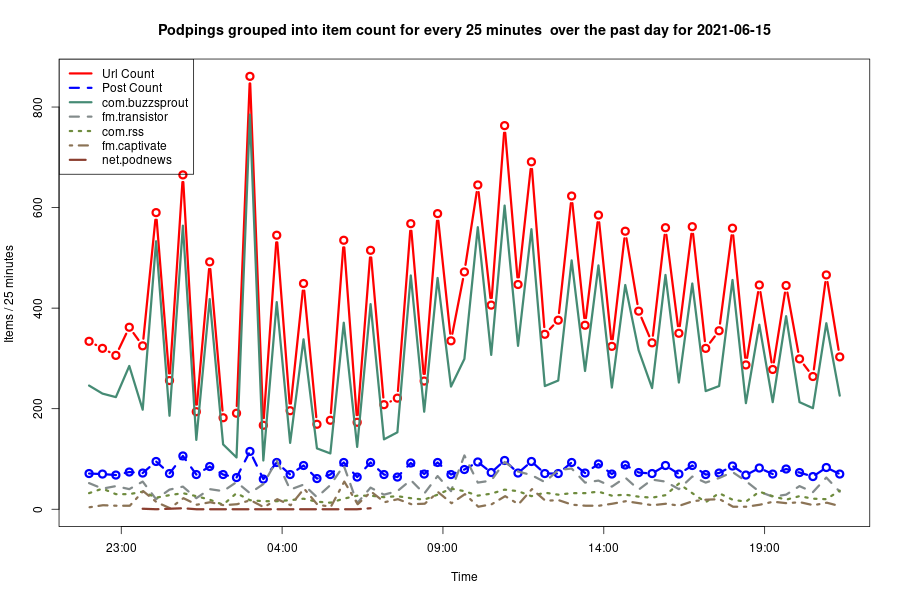 Podpings grouped into item count for every 25 minutes  over the past day for 2021-06-15
Url Count
Post Count
com.buzzsprout
fm.transistor
com.rss
fm.captivate
net.podnews
Items / 25 minutes
800
600
400
200
0
23:00
04:00
09:00
14:00
19:00
Time